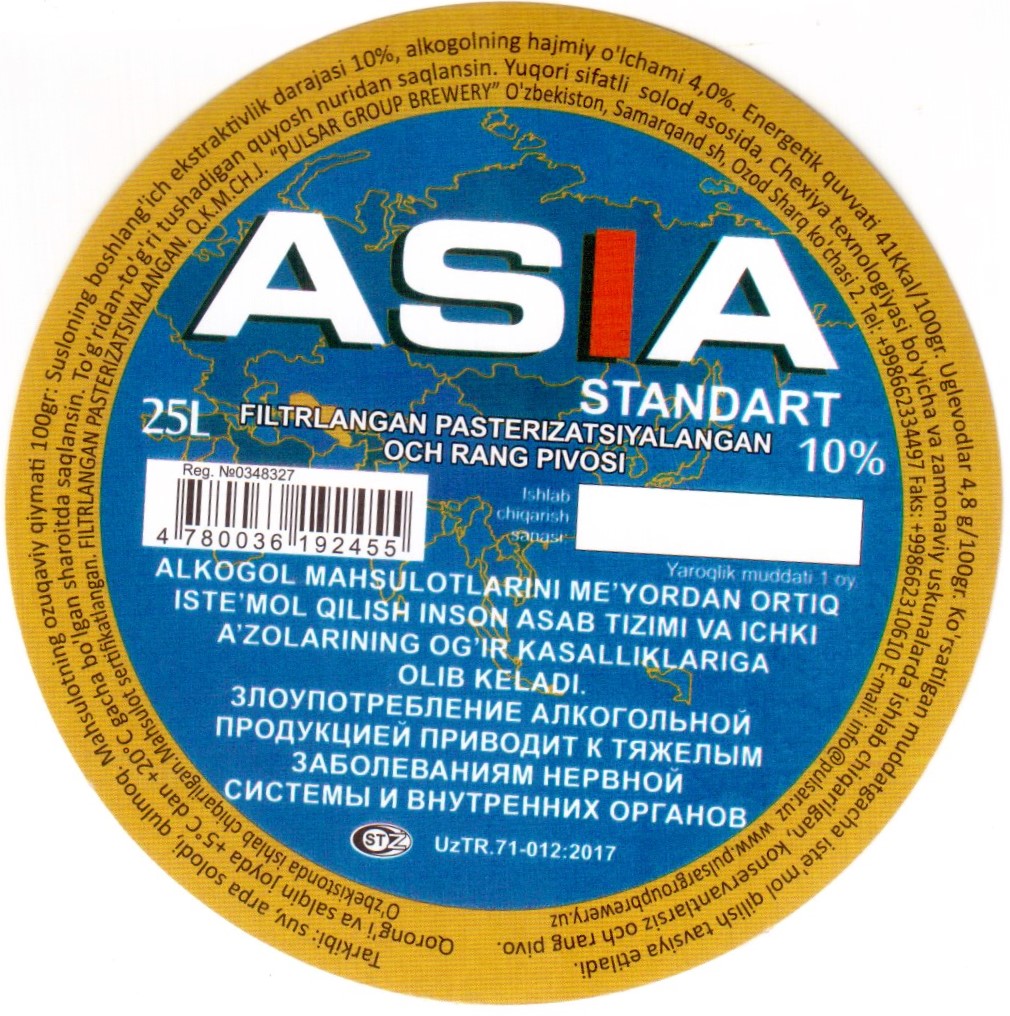 Tarkibi: suv, arpa solodi, qulmoq. Mahsulotning ozuqaviy qiymati 100gr: Susloning boshlang'ich ekstraktivlik darajasi 10%, alkogolning hajmiy o'lchami 4,0%. Energetik quvvati 41Kkal/100gr. Uglevodlar 4,8 g/100gr. Ko'rsatilgan muddatgacha iste'mol qilish tavsiya etiladi.
Qorong'i va salqin joyda +5°C dan +20°C gacha bo'lgan sharoitda saqlansin. To'g'ridan-to'g'ri tushadigan quyosh nuridan saqlansin. Yuqori sifatli solod asosida, Chexiya texnologiyasi bo'yicha va zamonaviy uskunalarda ishlab chiqarilgan, konservantlarsiz och rang pivo.
O'zbekistonda ishlab chiqarilgan.Mahsulot sertifikatlangan. FILTRLANGAN PASTERIZATSIYALANGAN Q.K.M.CH.J. "PULSAR GROUP BREWERY" O'zbekiston, Samarqand sh, Ozod Sharq ko'chasi 2. Tel: +998662334497 Faks: +998662310610 E-mail: info@pulsar.uz www.pulsargroupbrewery.uz
ASIA
STANDART
25L
FILTRLANGAN PASTERIZATSIYALANGAN
OCH RANG PIVOSI
10%
Reg. №0348327
4 780036 192455
Ishlab
chiqarish
sanasi
Yaroqlik muddati 1 oy
ALKOGOL MAHSULOTLARINI ME'YORDAN ORTIQ
ISTE'MOL QILISH INSON ASAB TIZIMI VA ICHKI
A'ZOLARINING OG'IR KASALLIKLARIGA
OLIB KELADI.
ЗЛОУПОТРЕБЛЕНИЕ АЛКОГОЛЬНОЙ
ПРОДУКЦИЕЙ ПРИВОДИТ К ТЯЖЕЛЫМ
ЗАБОЛЕВАНИЯМ НЕРВНОЙ
СИСТЕМЫ И ВНУТРЕННИХ ОРГАНОВ
STZ
UzTR.71-012:2017